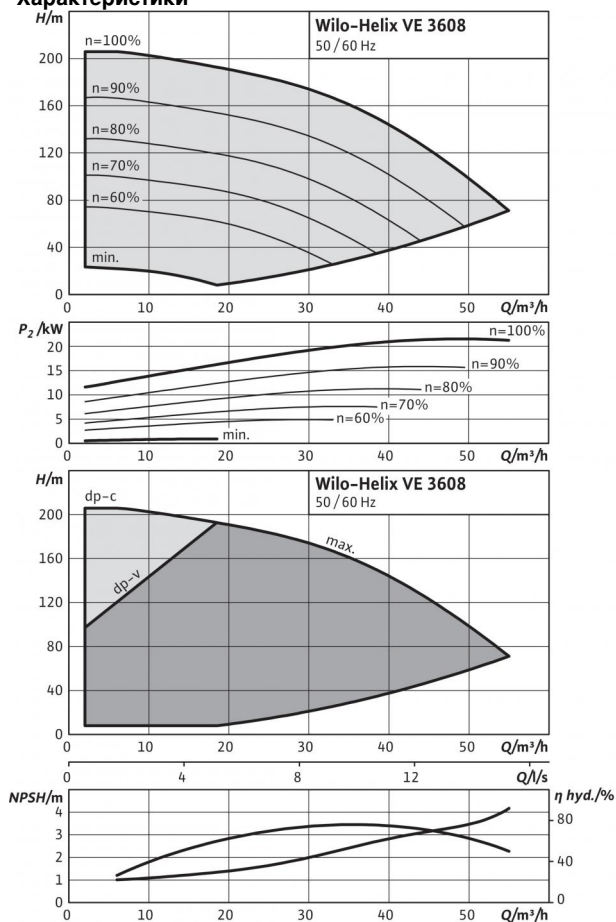 Характеристики
H/m
Wilo-Helix VE 3608
50 / 60 Hz
n=100%
200
n=90%
160
n=80%
120
n=70%
80
n=60%
40
min.
0
0 10 20 30 40 50 Q/m³/h
P₂ /kW
n=100%
20
n=90%
15
n=80%
10
n=70%
5
n=60%
min.
0
0 10 20 30 40 50 Q/m³/h
H/m
Wilo-Helix VE 3608
50 / 60 Hz
dp-c
200
max.
160
dp-v
120
80
40
0
0 10 20 30 40 50 Q/m³/h
0 4 8 12 Q/l/s
NPSH/m
η hyd./%
4
80
3
2
40
1
0
0
0 10 20 30 40 50 Q/m³/h